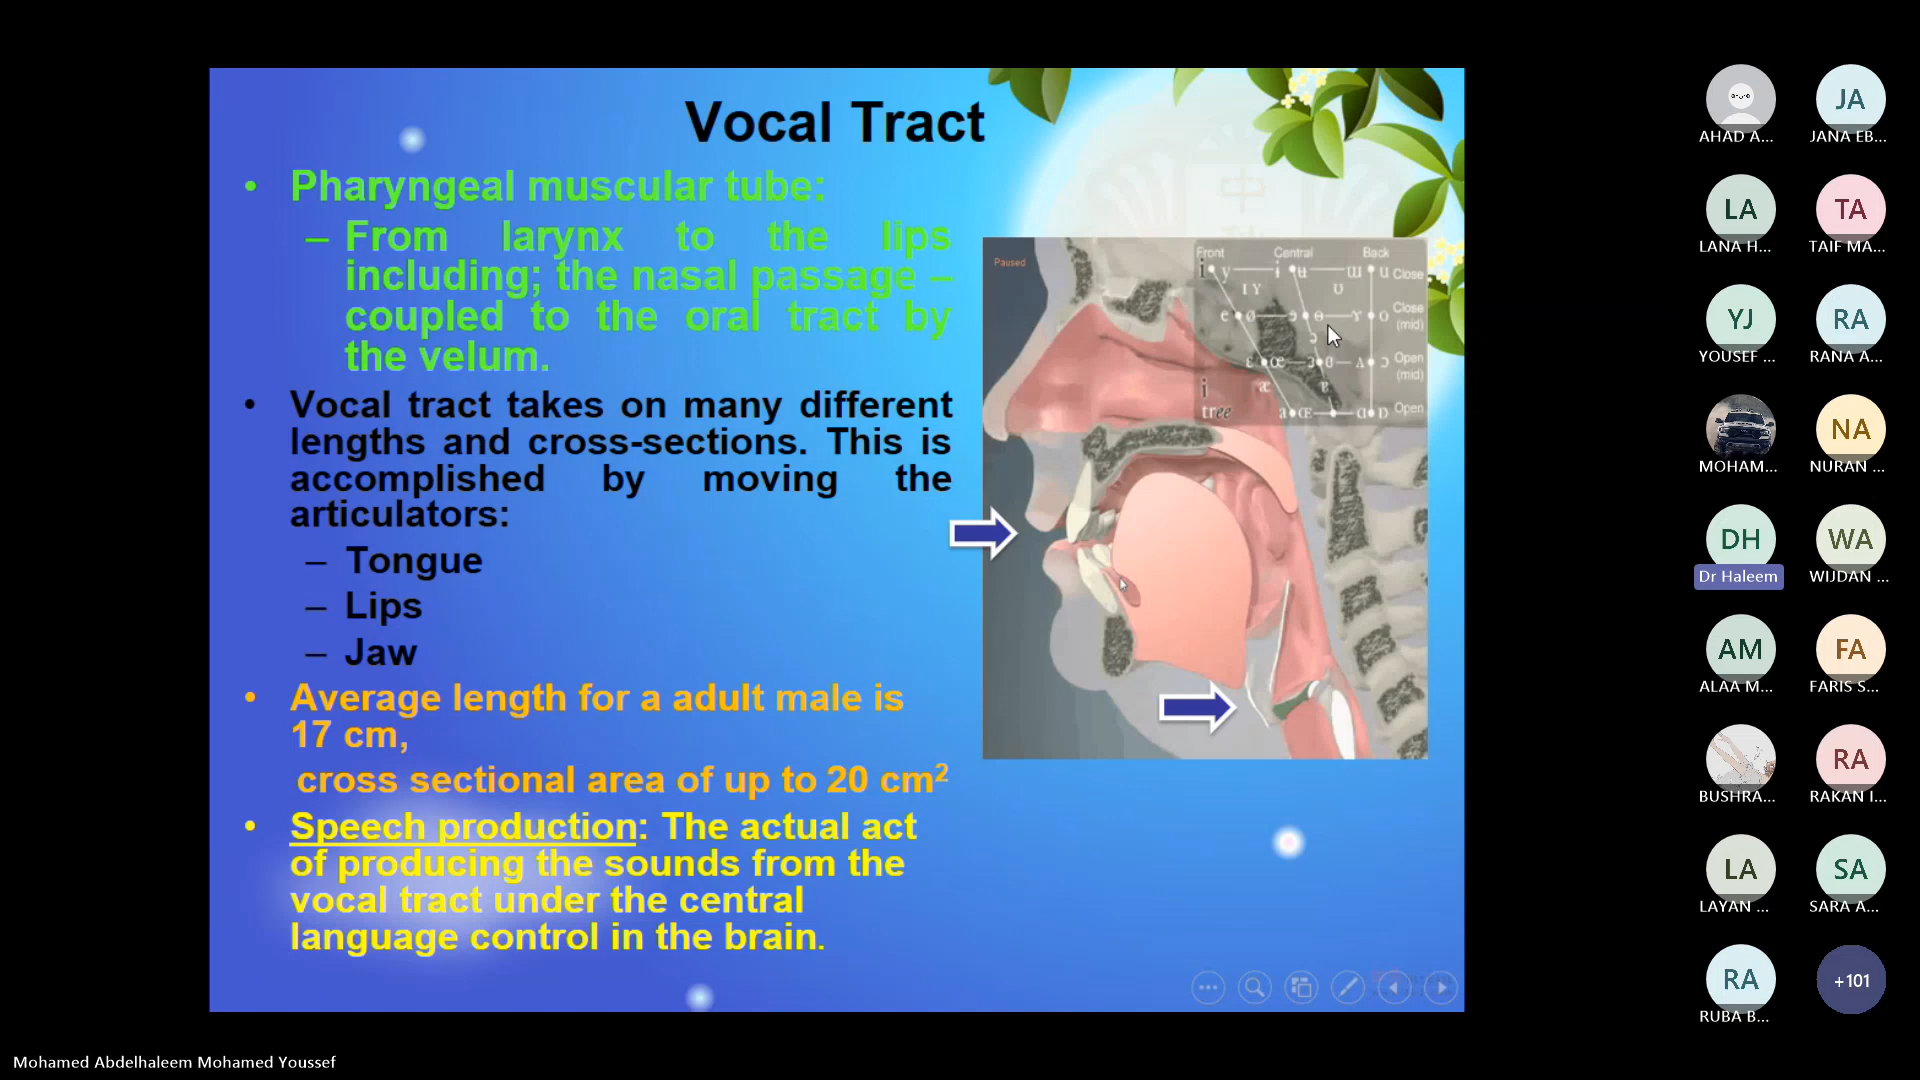 Vocal Tract
• Pharyngeal muscular tube:
– From larynx to the lips
including; the nasal passage –
coupled to the oral tract by
the velum.
• Vocal tract takes on many different
lengths and cross-sections. This is
accomplished by moving the
articulators:
– Tongue
– Lips
– Jaw
• Average length for a adult male is
17 cm,
cross sectional area of up to 20 cm²
• Speech production: The actual act
of producing the sounds from the
vocal tract under the central
language control in the brain.
中
Paused
Front Central Back
i y i ʉ ɯ u Close
I Y ʊ
e ø ɘ ɵ ɤ o Close
(mid)
ɛ œ ɜ ɞ ʌ ɔ Open
(mid)
i æ ɐ
tree a Œ ɑ ɒ Open
AHAD A... JANA EB...
JA
LA TA
LANA H... TAIF MA...
YJ RA
YOUSEF ... RANA A...
NA
MOHAM... NURAN ...
DH WA
Dr Haleem WIJDAN ...
AM FA
ALAA M... FARIS S...
RA
BUSHRA... RAKAN I...
LA SA
LAYAN ... SARA A...
RA +101
RUBA B...
Mohamed Abdelhaleem Mohamed Youssef